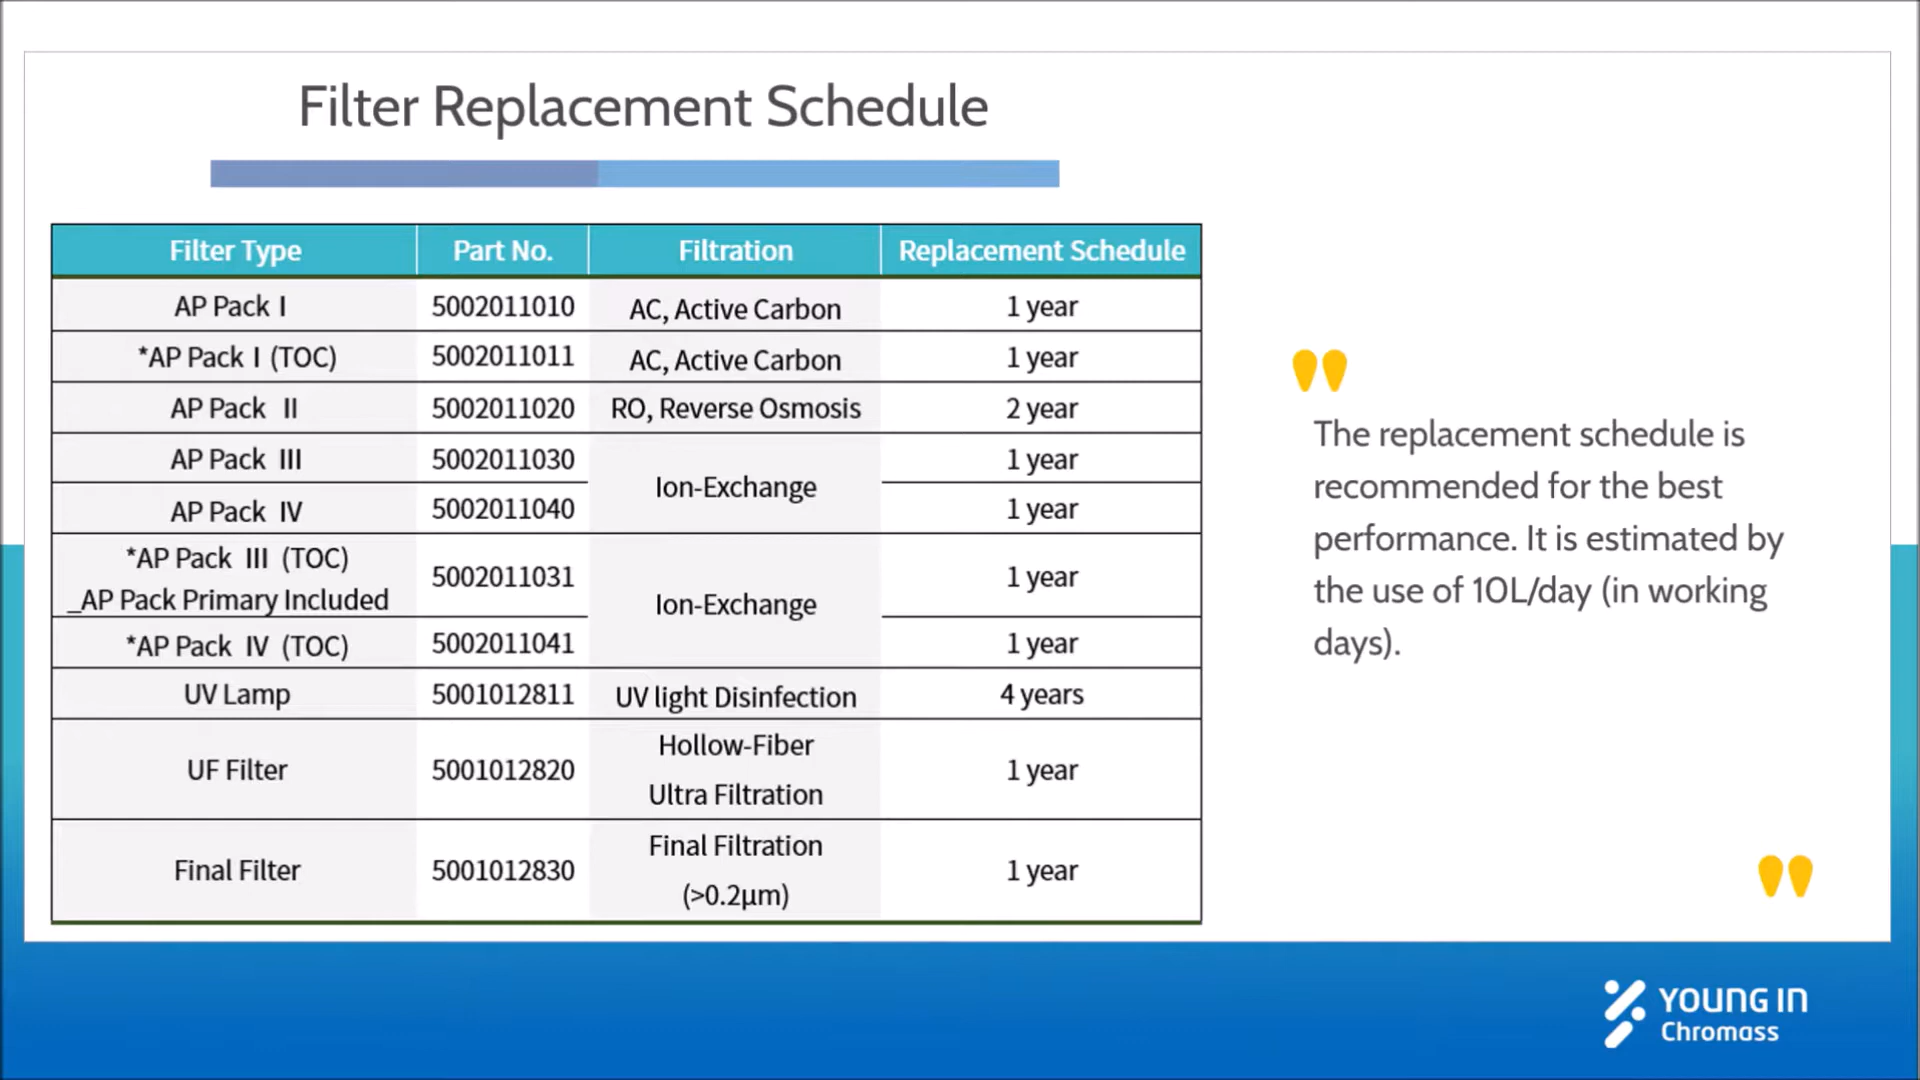 Filter Replacement Schedule
Filter Type Part No. Filtration Replacement Schedule
AP Pack I 5002011010 AC, Active Carbon 1 year
*AP Pack I (TOC) 5002011011 AC, Active Carbon 1 year
AP Pack II 5002011020 RO, Reverse Osmosis 2 year
AP Pack III 5002011030 1 year
Ion-Exchange
AP Pack IV 5002011040 1 year
*AP Pack III (TOC)
_AP Pack Primary Included 5002011031 1 year
Ion-Exchange
*AP Pack IV (TOC) 5002011041 1 year
UV Lamp 5001012811 UV light Disinfection 4 years
UF Filter 5001012820 Hollow-Fiber
Ultra Filtration 1 year
Final Filter 5001012830 Final Filtration
(>0.2μm) 1 year
The replacement schedule is
recommended for the best
performance. It is estimated by
the use of 10L/day (in working
days).
YOUNG IN
Chromass